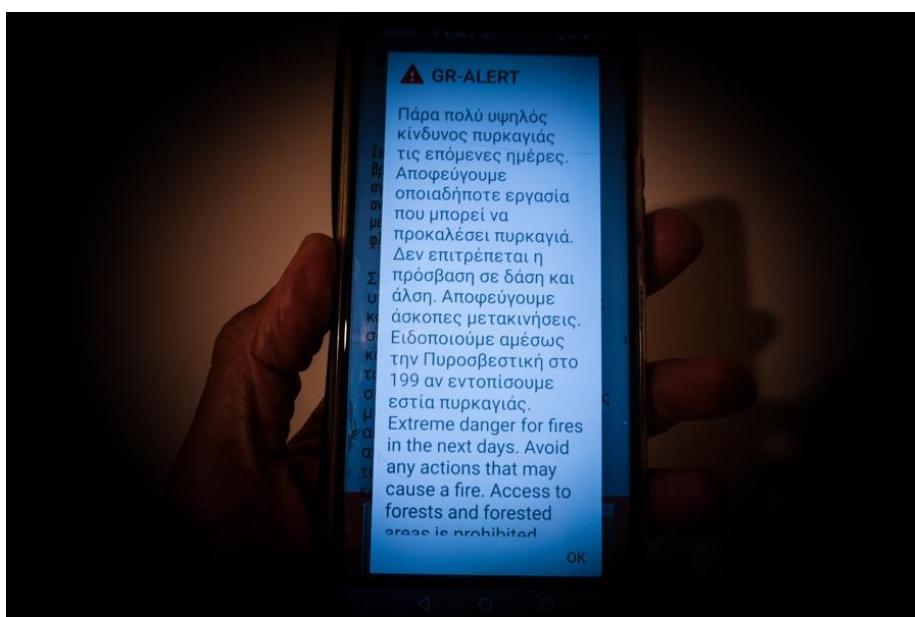 GR-ALERT
Πάρα πολύ υψηλός
κίνδυνος πυρκαγιάς
τις επόμενες ημέρες.
Αποφεύγουμε
οποιαδήποτε εργασία
που μπορεί να
προκαλέσει πυρκαγιά.
Δεν επιτρέπεται η
πρόσβαση σε δάση και
άλση. Αποφεύγουμε
άσκοπες μετακινήσεις.
Ειδοποιούμε αμέσως
την Πυροσβεστική στο
199 αν εντοπίσουμε
εστία πυρκαγιάς.
Extreme danger for fires
in the next days. Avoid
any actions that may
cause a fire. Access to
forests and forested
areas is prohibited
OK